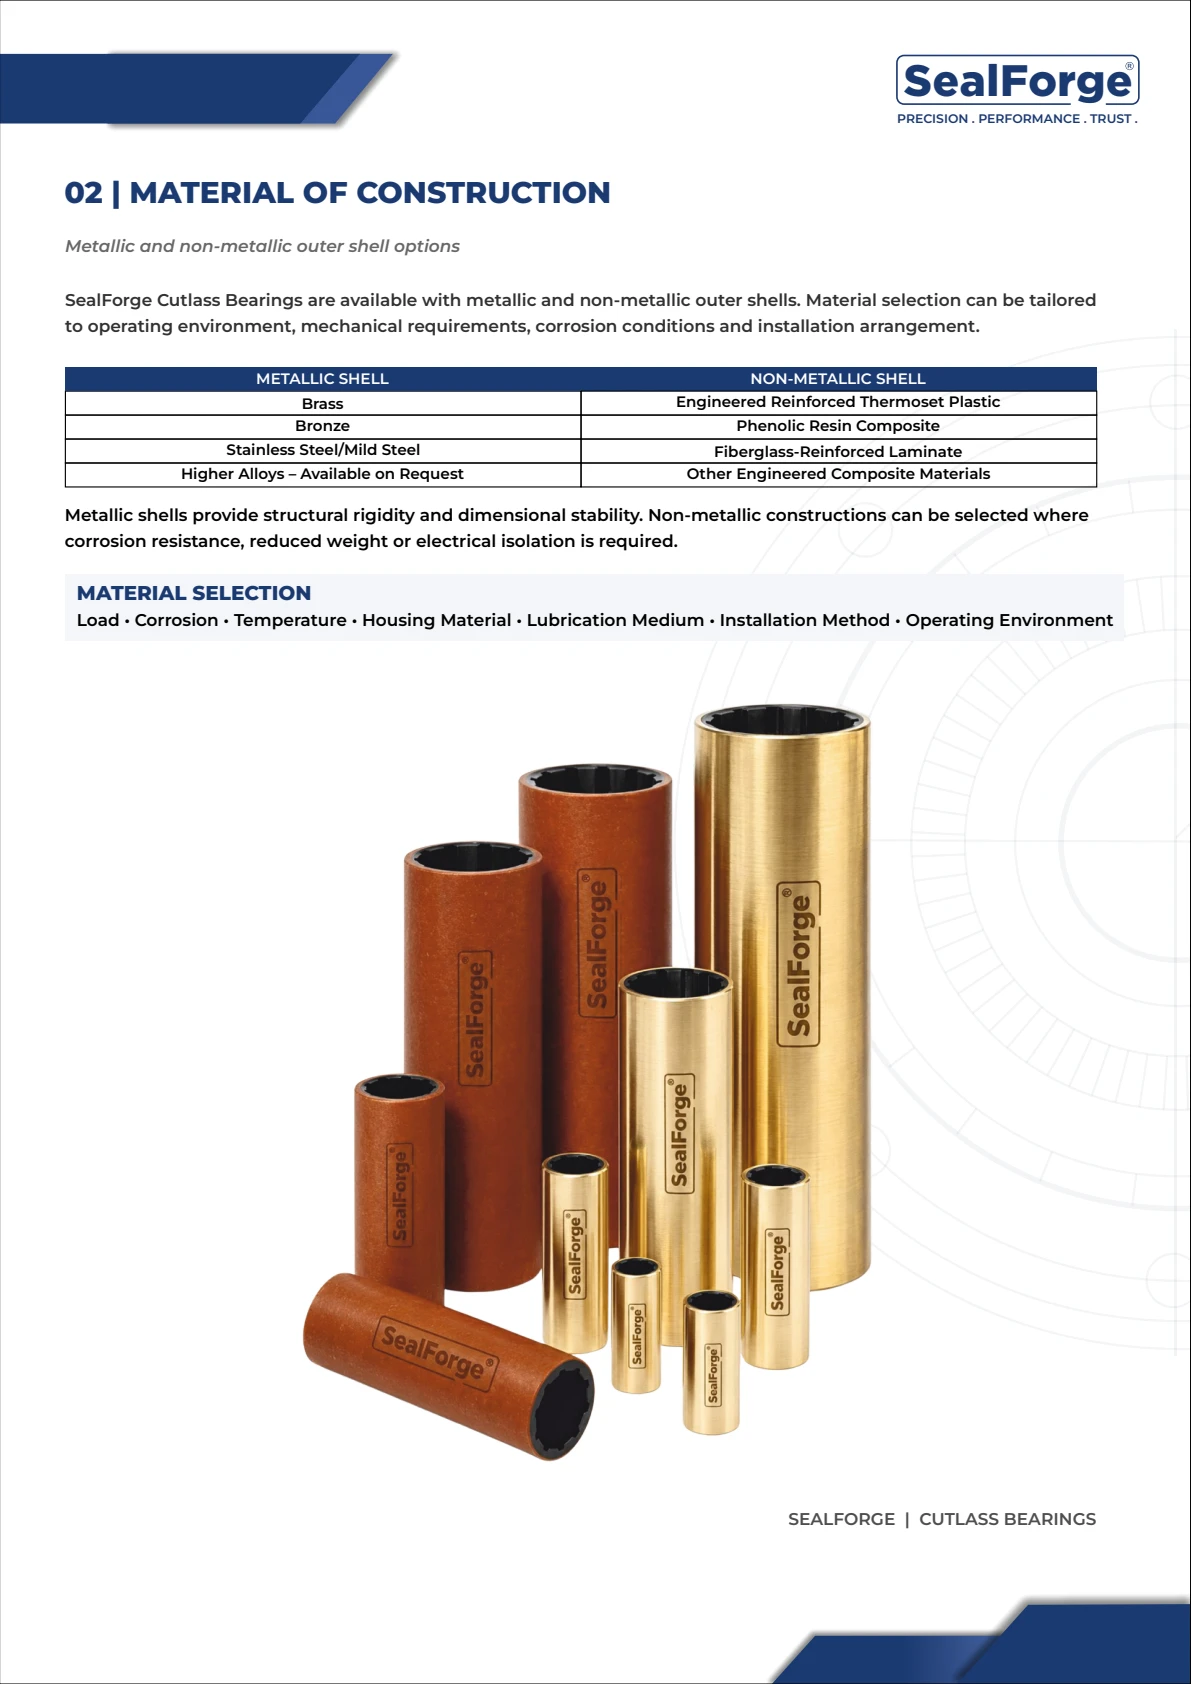 SealForge®
PRECISION . PERFORMANCE . TRUST .
02 | MATERIAL OF CONSTRUCTION
Metallic and non-metallic outer shell options
SealForge Cutlass Bearings are available with metallic and non-metallic outer shells. Material selection can be tailored
to operating environment, mechanical requirements, corrosion conditions and installation arrangement.
METALLIC SHELL NON-METALLIC SHELL
Brass Engineered Reinforced Thermoset Plastic
Bronze Phenolic Resin Composite
Stainless Steel/Mild Steel Fiberglass-Reinforced Laminate
Higher Alloys – Available on Request Other Engineered Composite Materials
Metallic shells provide structural rigidity and dimensional stability. Non-metallic constructions can be selected where
corrosion resistance, reduced weight or electrical isolation is required.
MATERIAL SELECTION
Load • Corrosion • Temperature • Housing Material • Lubrication Medium • Installation Method • Operating Environment
SealForge®
SealForge®
SealForge®
SealForge®
SealForge®
SealForge®
SealForge®
SealForge®
SealForge®
SealForge®
SEALFORGE | CUTLASS BEARINGS